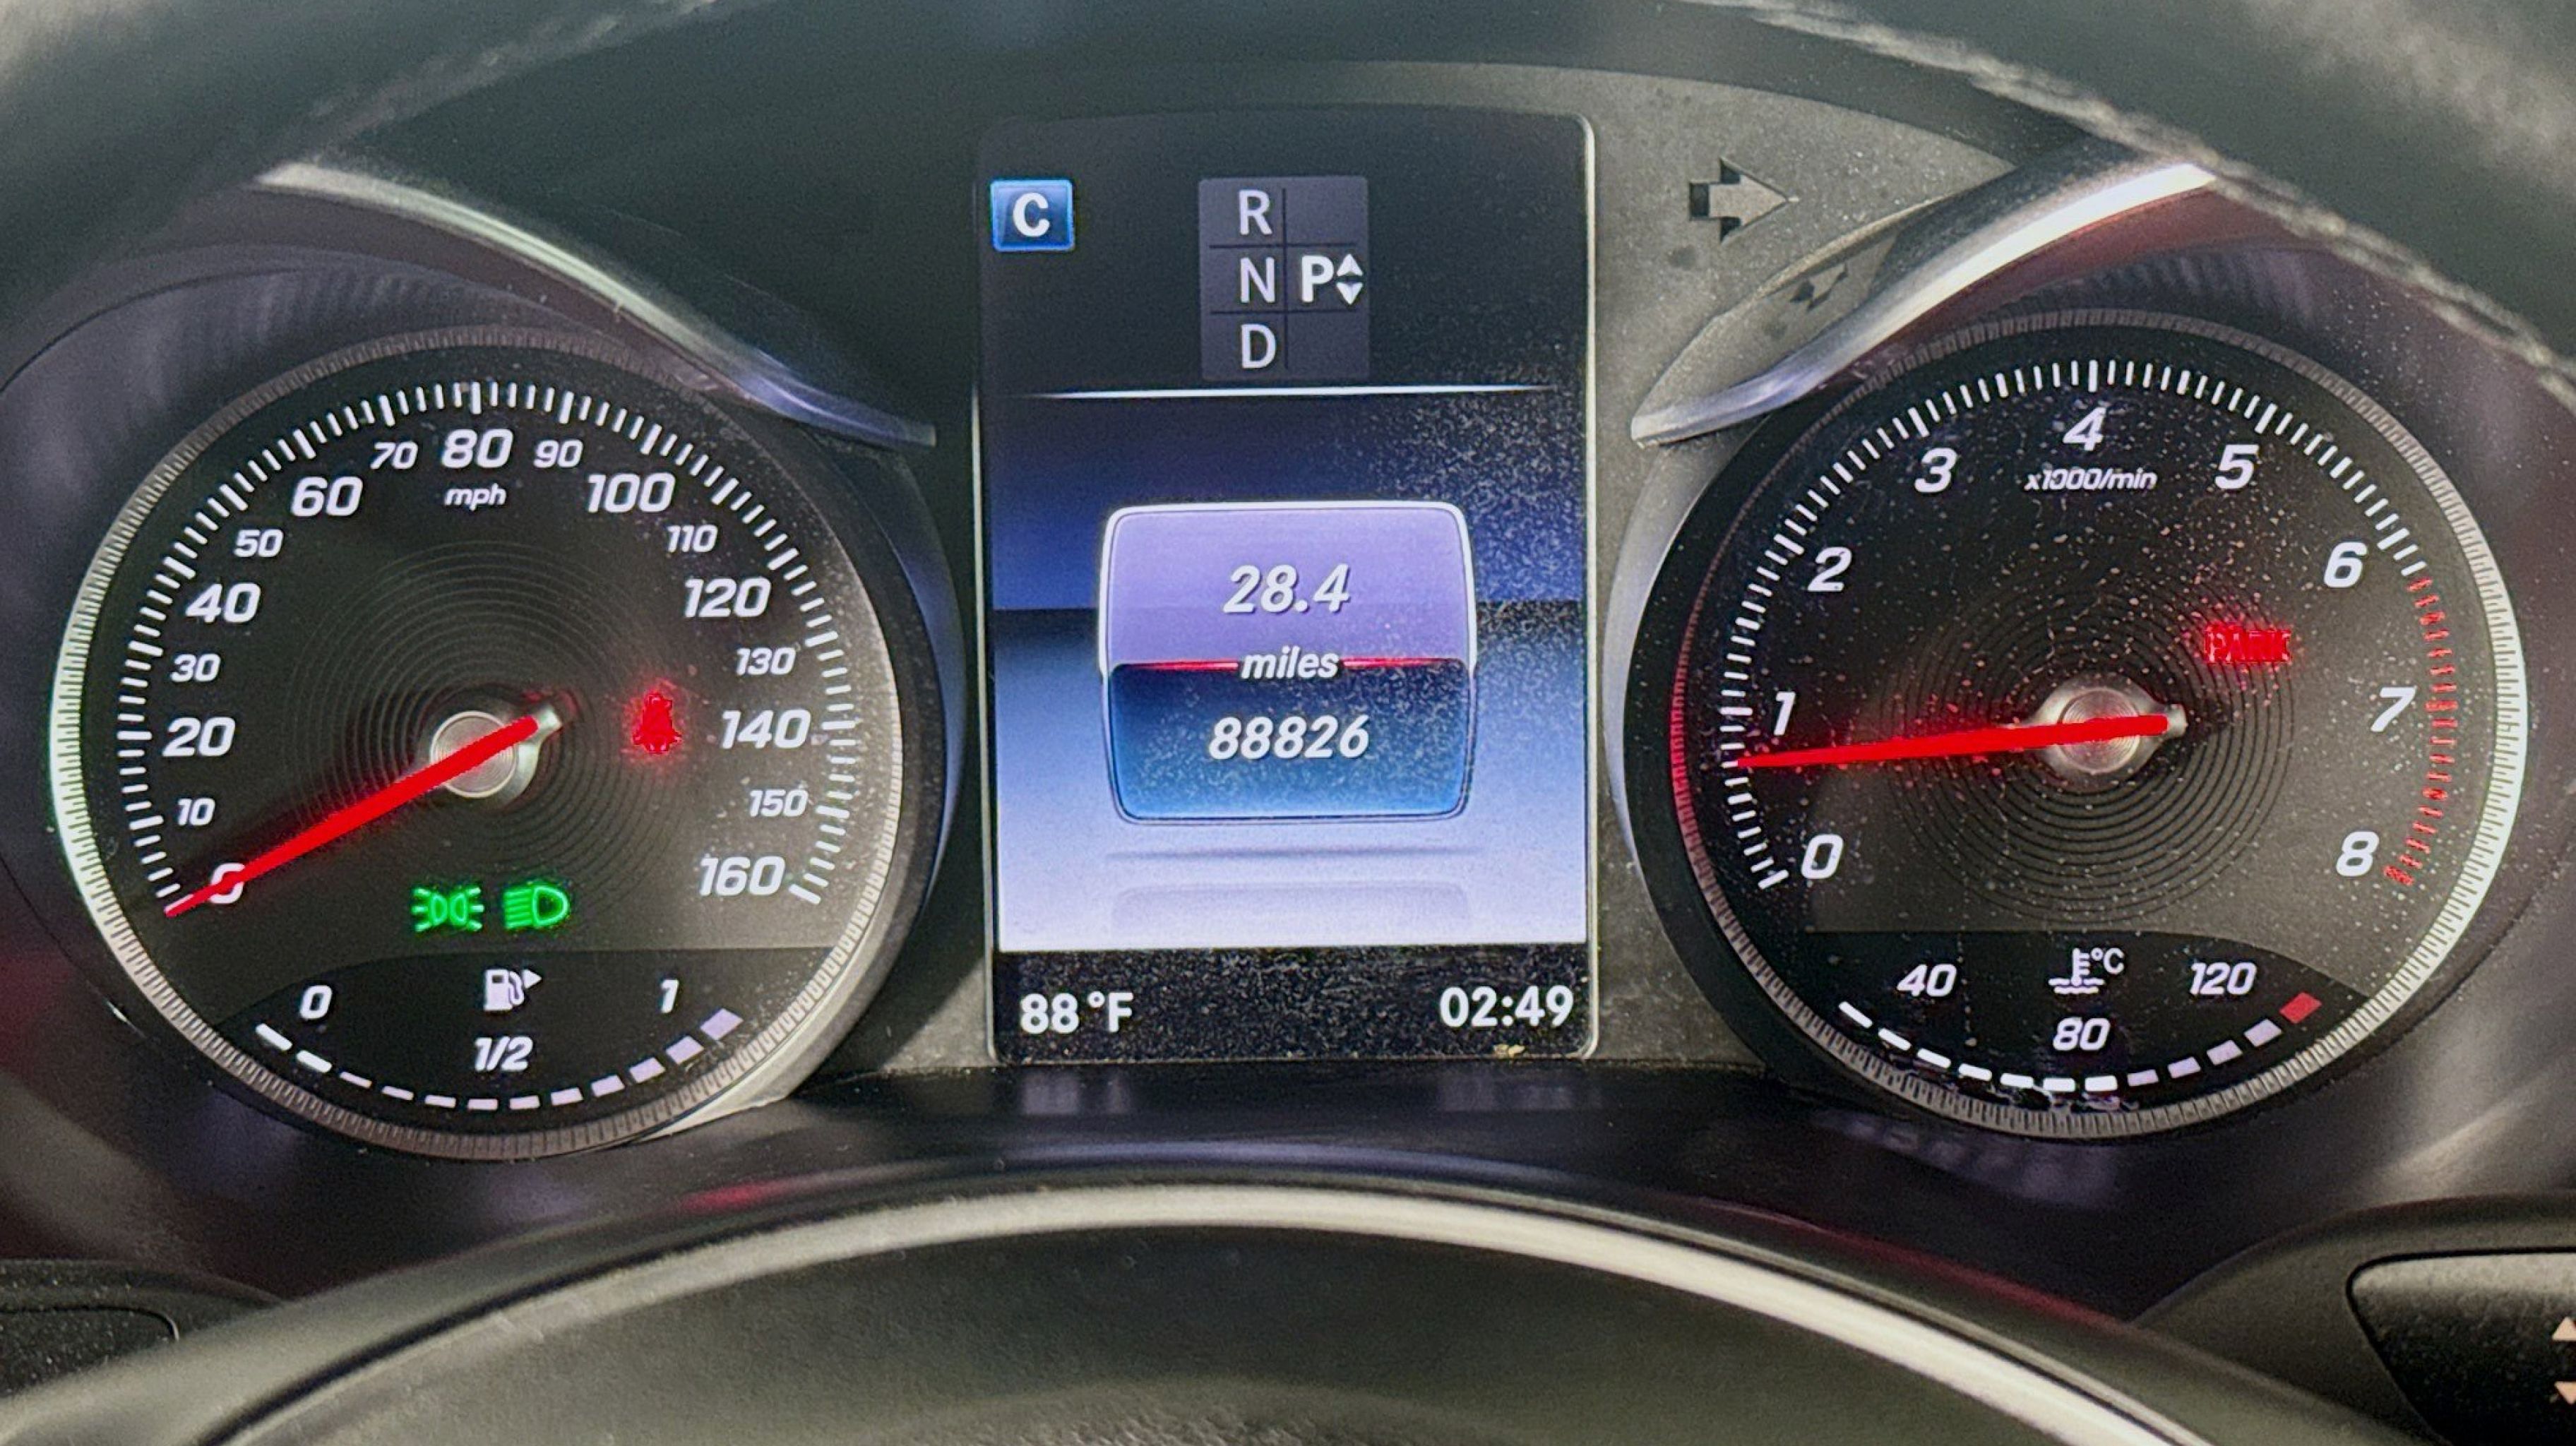 C
R
N P
D
70 80 90
60 mph 100
50 110
40 120
30 130
20 140
10 150
0 160
0 1
1/2
28.4
miles
88826
88°F 02:49
4
3 x1000/min 5
2 6
PARK
1 7
0 8
40 °C 120
80